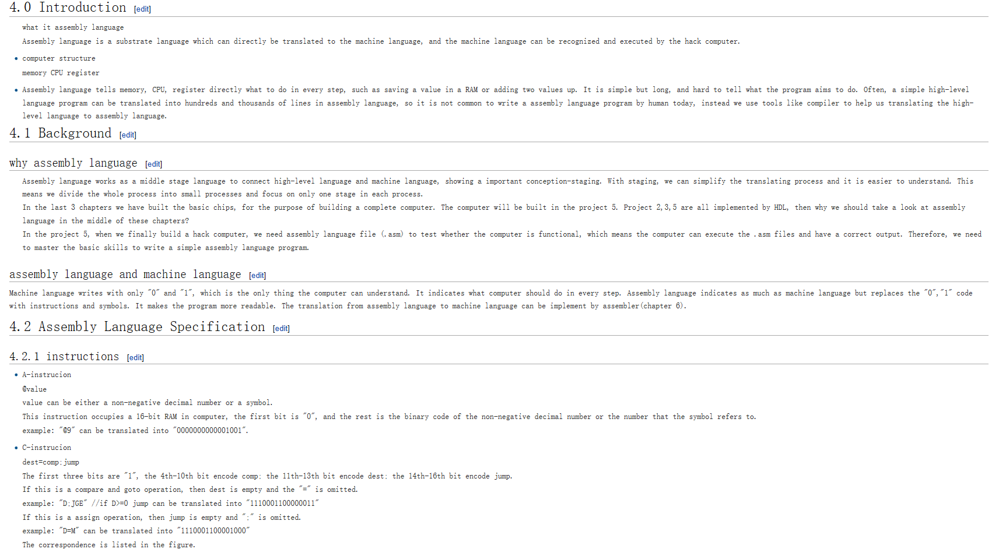 4.0 Introduction [edit]
what it assembly language
Assembly language is a substrate language which can directly be translated to the machine language, and the machine language can be recognized and executed by the hack computer.
• computer structure
memory CPU register
• Assembly language tells memory, CPU, register directly what to do in every step, such as saving a value in a RAM or adding two values up. It is simple but long, and hard to tell what the program aims to do. Often, a simple high-level
language program can be translated into hundreds and thousands of lines in assembly language, so it is not common to write a assembly language program by human today, instead we use tools like compiler to help us translating the high-
level language to assembly language.
4.1 Background [edit]
why assembly language [edit]
Assembly language works as a middle stage language to connect high-level language and machine language, showing a important conception-staging. With staging, we can simplify the translating process and it is easier to understand. This
means we divide the whole process into small processes and focus on only one stage in each process.
In the last 3 chapters we have built the basic chips, for the purpose of building a complete computer. The computer will be built in the project 5. Project 2,3,5 are all implemented by HDL, then why we should take a look at assembly
language in the middle of these chapters?
In the project 5, when we finally build a hack computer, we need assembly language file (.asm) to test whether the computer is functional, which means the computer can execute the .asm files and have a correct output. Therefore, we need
to master the basic skills to write a simple assembly language program.
assembly language and machine language [edit]
Machine language writes with only "0" and "1", which is the only thing the computer can understand. It indicates what computer should do in every step. Assembly language indicates as much as machine language but replaces the "0","1" code
with instructions and symbols. It makes the program more readable. The translation from assembly language to machine language can be implement by assembler(chapter 6).
4.2 Assembly Language Specification [edit]
4.2.1 instructions [edit]
• A-instrucion
@value
value can be either a non-negative decimal number or a symbol.
This instruction occupies a 16-bit RAM in computer, the first bit is "0", and the rest is the binary code of the non-negative decimal number or the number that the symbol refers to.
example: "@9" can be translated into "0000000000001001".
• C-instrucion
dest=comp;jump
The first three bits are "1", the 4th-10th bit encode comp; the 11th-13th bit encode dest; the 14th-16th bit encode jump.
If this is a compare and goto operation, then dest is empty and the "=" is omitted.
example: "D;JGE" //if D>=0 jump can be translated into "1110001100000011"
If this is a assign operation, then jump is empty and ";" is omitted.
example: "D=M" can be translated into "1110001100001000"
The correspondence is listed in the figure.